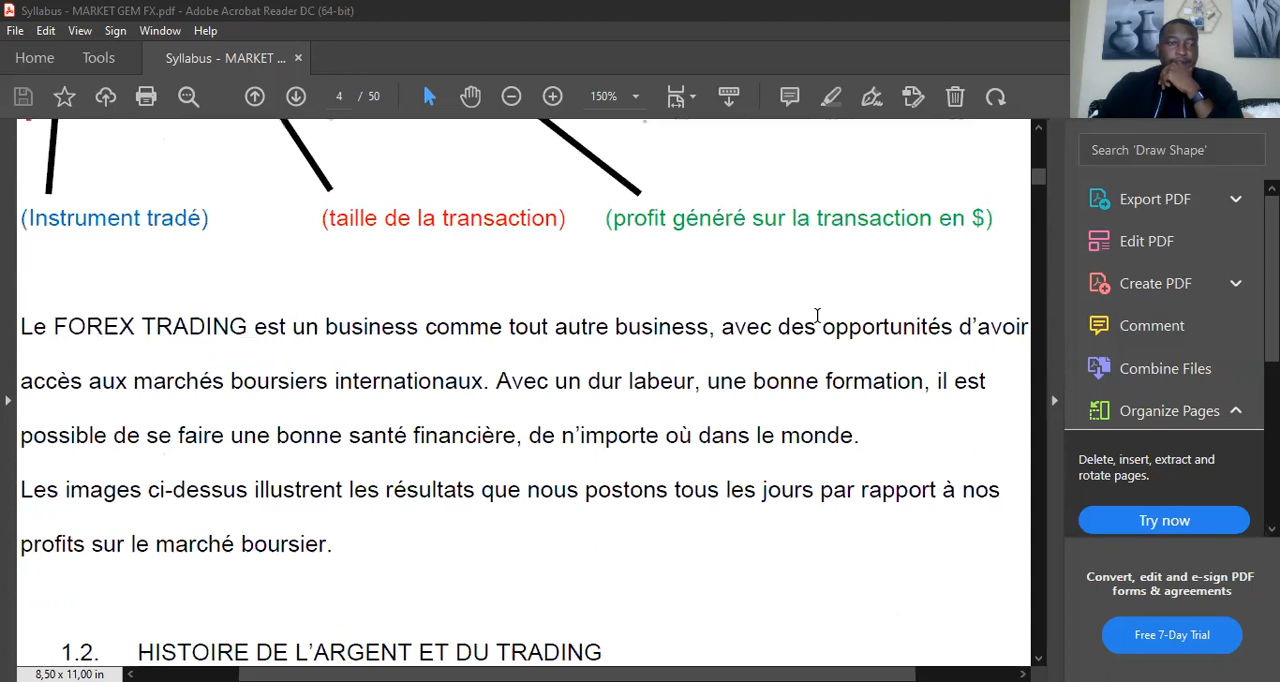 Syllabus - MARKET GEM FX.pdf - Adobe Acrobat Reader DC (64-bit)
File Edit View Sign Window Help
Home Tools Syllabus - MARKET ... ×
4 / 50 150%
Search 'Draw Shape'
(Instrument tradé) (taille de la transaction) (profit généré sur la transaction en $)
Le FOREX TRADING est un business comme tout autre business, avec des opportunités d’avoir
accès aux marchés boursiers internationaux. Avec un dur labeur, une bonne formation, il est
possible de se faire une bonne santé financière, de n’importe où dans le monde.
Les images ci-dessus illustrent les résultats que nous postons tous les jours par rapport à nos
profits sur le marché boursier.
1.2. HISTOIRE DE L’ARGENT ET DU TRADING
8,50 x 11,00 in
Export PDF
Edit PDF
Create PDF
Comment
Combine Files
Organize Pages
Delete, insert, extract and
rotate pages.
Try now
Convert, edit and e-sign PDF
forms & agreements
Free 7-Day Trial